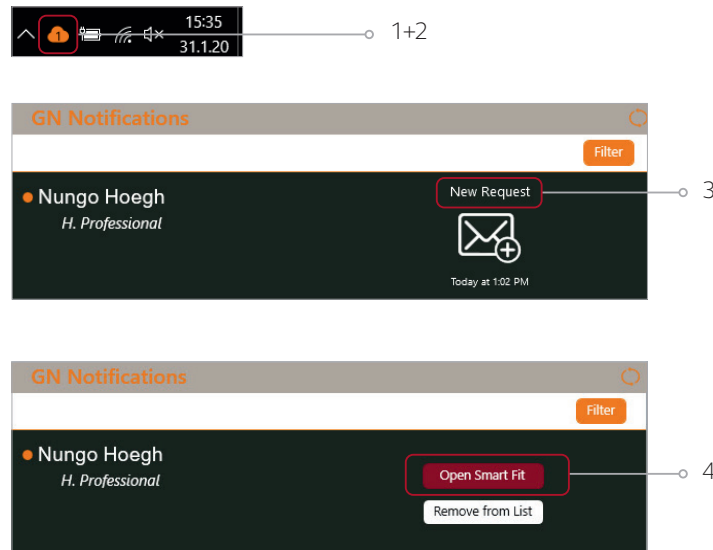 1
15:35
31.1.20
1+2
GN Notifications
Filter
Nungo Hoegh
H. Professional
New Request
3
Today at 1:02 PM
GN Notifications
Filter
Nungo Hoegh
H. Professional
Open Smart Fit
4
Remove from List